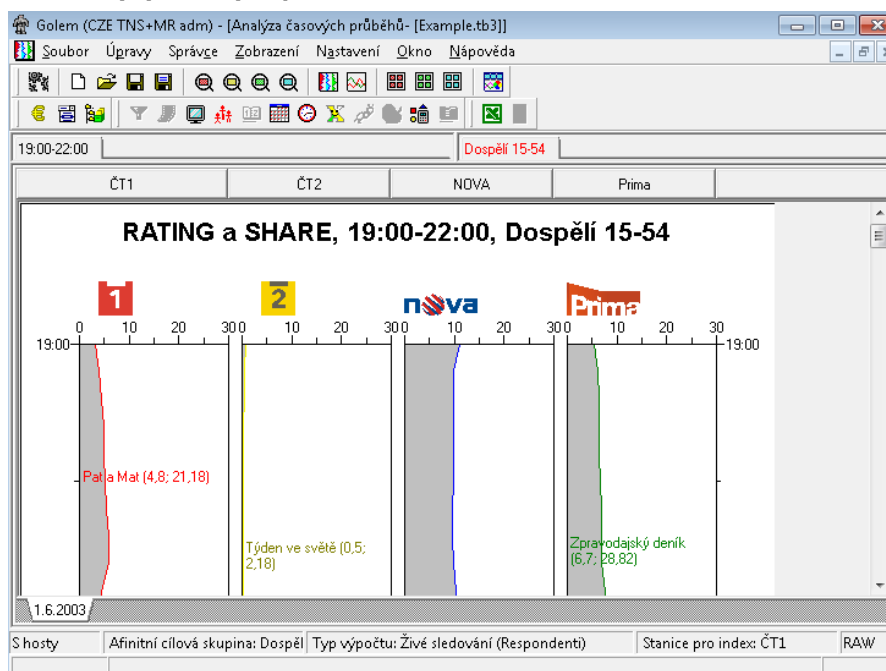 Golem (CZE TNS+MR adm) - [Analýza časových průběhů- [Example.tb3]]
Soubor Úpravy Správce Zobrazení Nastavení Okno Nápověda
19:00-22:00 Dospělí 15-54
ČT1 ČT2 NOVA Prima
RATING a SHARE, 19:00-22:00, Dospělí 15-54
1 2 nova Prima
0 10 20 30 0 10 20 30 0 10 20 30 0 10 20 30
19:00 19:00
Pat a Mat (4,8; 21,18)
Týden ve světě (0,5;
2,18)
Zpravodajský deník
(6,7; 28,82)
1.6.2003
S hosty Afinitní cílová skupina: Dospěl Typ výpočtu: Živé sledování (Respondenti) Stanice pro index: ČT1 RAW